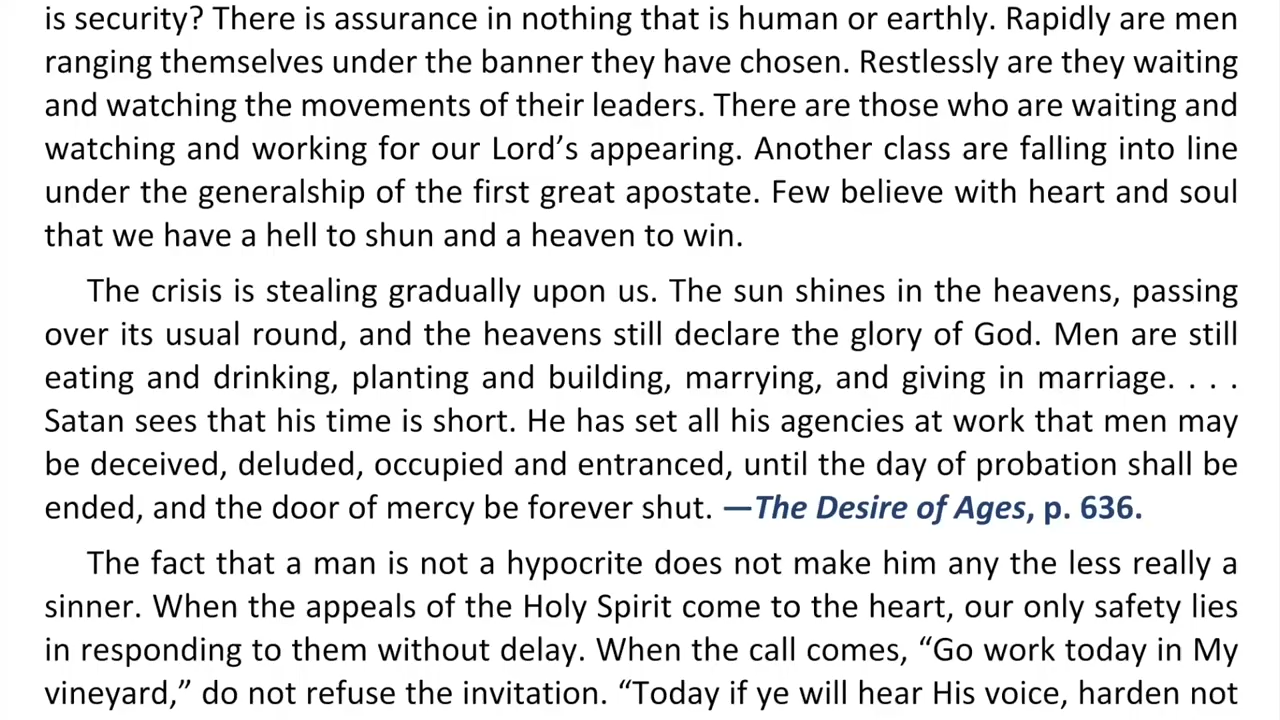 is security? There is assurance in nothing that is human or earthly. Rapidly are men
ranging themselves under the banner they have chosen. Restlessly are they waiting
and watching the movements of their leaders. There are those who are waiting and
watching and working for our Lord’s appearing. Another class are falling into line
under the generalship of the first great apostate. Few believe with heart and soul
that we have a hell to shun and a heaven to win.
The crisis is stealing gradually upon us. The sun shines in the heavens, passing
over its usual round, and the heavens still declare the glory of God. Men are still
eating and drinking, planting and building, marrying, and giving in marriage. . . .
Satan sees that his time is short. He has set all his agencies at work that men may
be deceived, deluded, occupied and entranced, until the day of probation shall be
ended, and the door of mercy be forever shut. —The Desire of Ages, p. 636.
The fact that a man is not a hypocrite does not make him any the less really a
sinner. When the appeals of the Holy Spirit come to the heart, our only safety lies
in responding to them without delay. When the call comes, “Go work today in My
vineyard,” do not refuse the invitation. “Today if ye will hear His voice, harden not